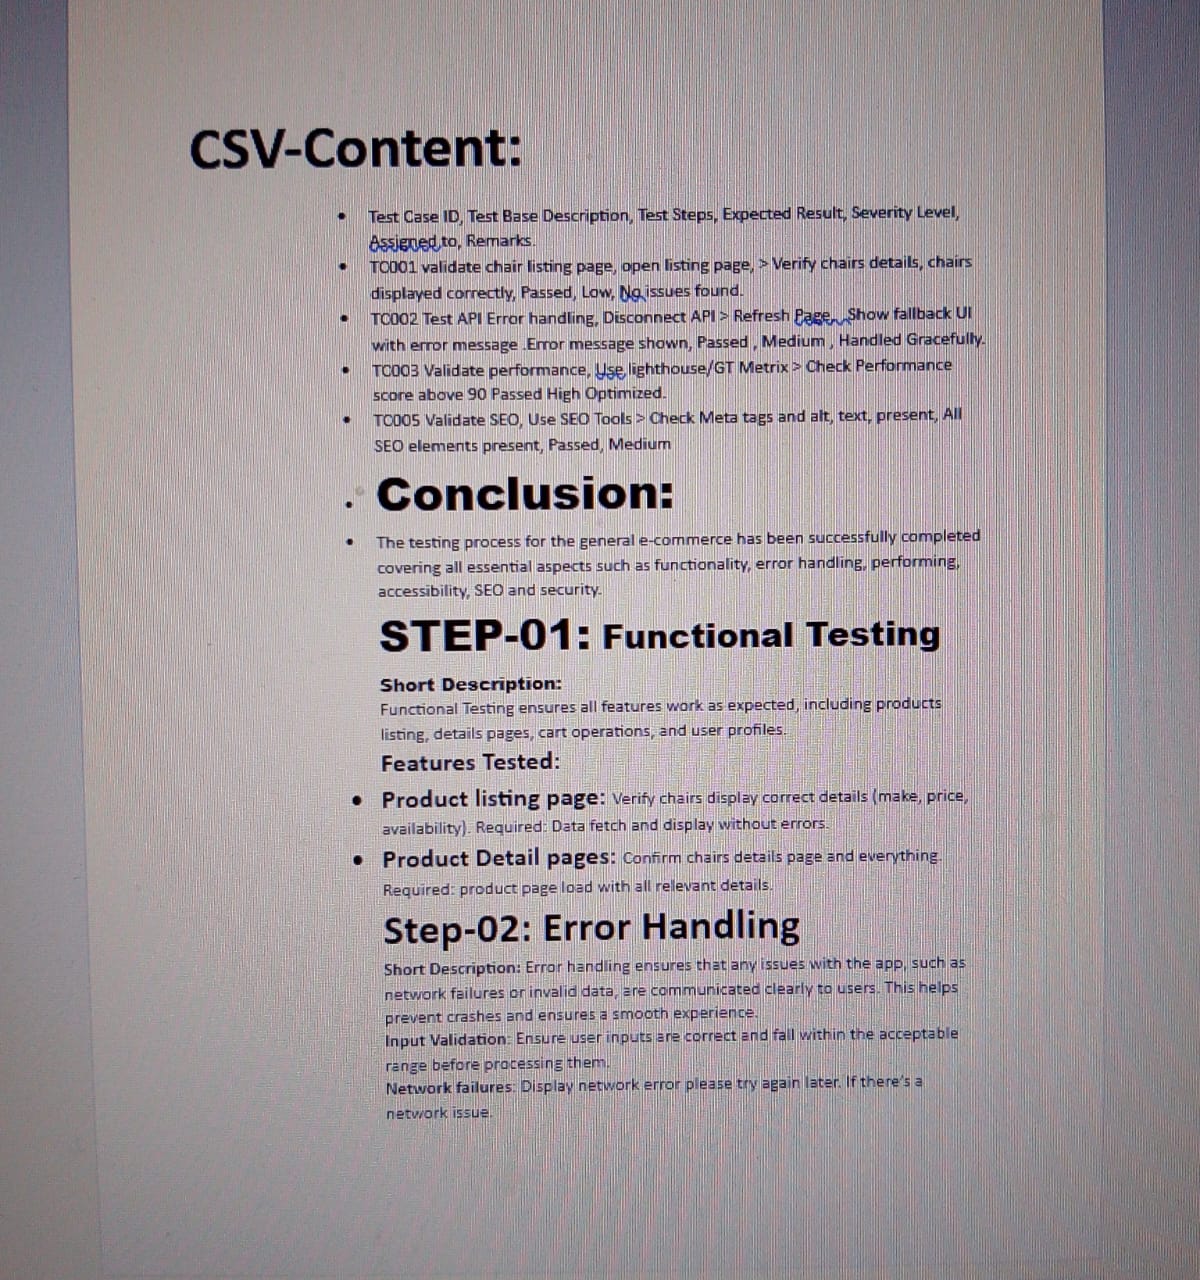 CSV-Content:
• Test Case ID, Test Base Description, Test Steps, Expected Result, Severity Level,
Assigned to, Remarks.
• TC001 validate chair listing page, open listing page, > Verify chairs details, chairs
displayed correctly, Passed, Low, No issues found.
• TC002 Test API Error handling, Disconnect API > Refresh Page, Show fallback UI
with error message .Error message shown, Passed , Medium , Handled Gracefully.
• TC003 Validate performance, Use lighthouse/GT Metrix > Check Performance
score above 90 Passed High Optimized.
• TC005 Validate SEO, Use SEO Tools > Check Meta tags and alt, text, present, All
SEO elements present, Passed, Medium
• Conclusion:
• The testing process for the general e-commerce has been successfully completed
covering all essential aspects such as functionality, error handling, performing,
accessibility, SEO and security.
STEP-01: Functional Testing
Short Description:
Functional Testing ensures all features work as expected, including products
listing, details pages, cart operations, and user profiles.
Features Tested:
• Product listing page: Verify chairs display correct details (make, price,
availability). Required: Data fetch and display without errors.
• Product Detail pages: Confirm chairs details page and everything.
Required: product page load with all relevant details.
Step-02: Error Handling
Short Description: Error handling ensures that any issues with the app, such as
network failures or invalid data, are communicated clearly to users. This helps
prevent crashes and ensures a smooth experience.
Input Validation: Ensure user inputs are correct and fall within the acceptable
range before processing them.
Network failures: Display network error please try again later. If there's a
network issue.